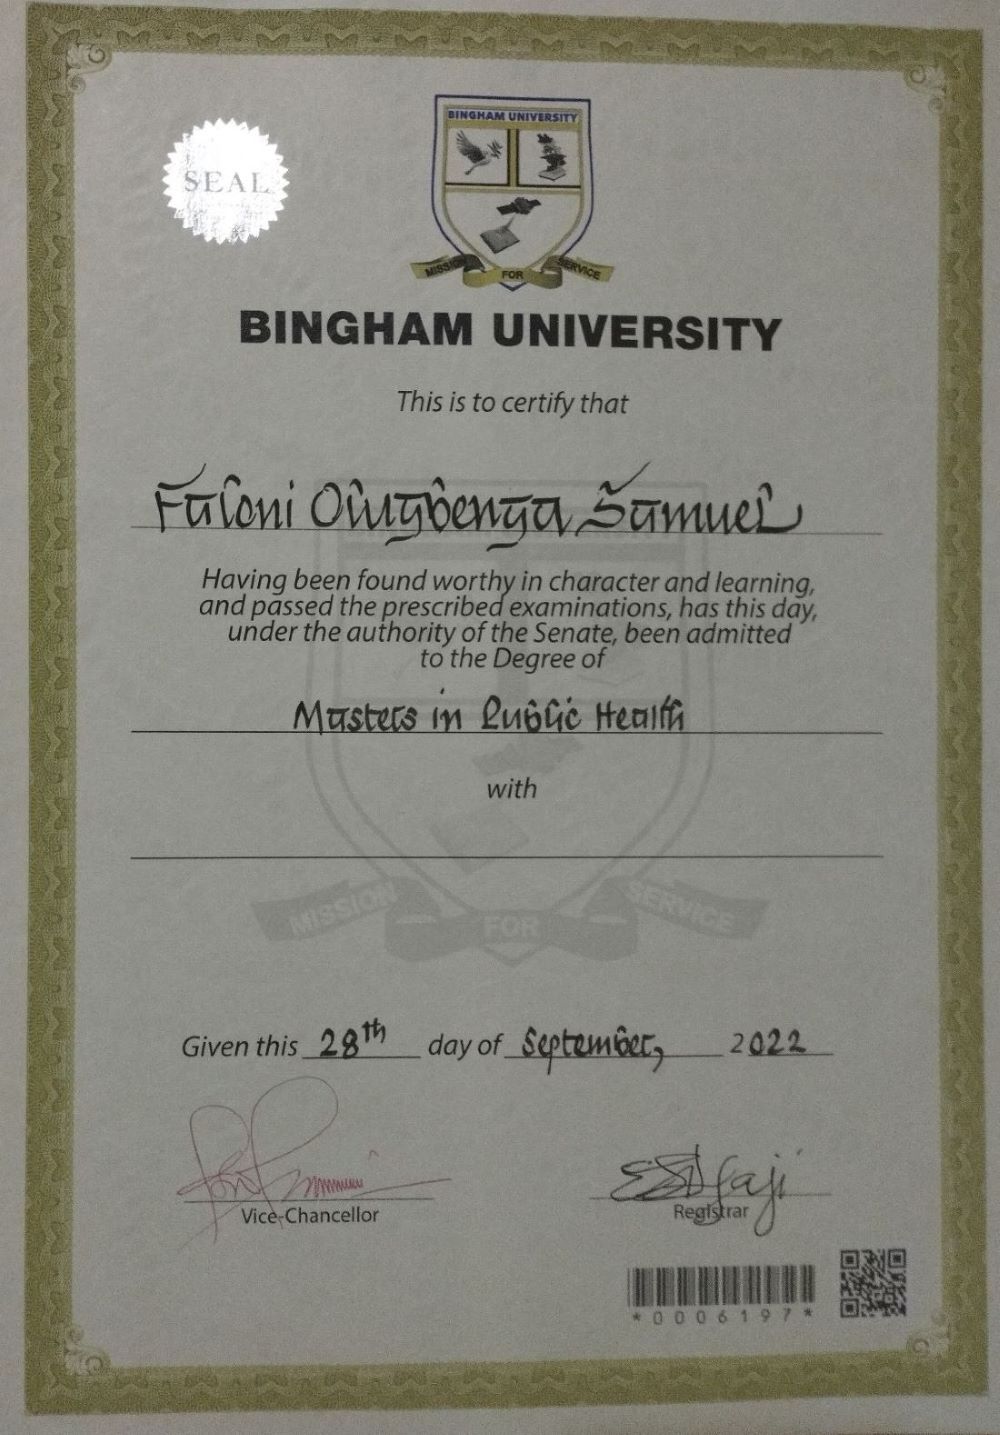 BINGHAM UNIVERSITY
SEAL
MISSION FOR SERVICE
BINGHAM UNIVERSITY
This is to certify that
Faloni Olugbenga Samuel
Having been found worthy in character and learning,
and passed the prescribed examinations, has this day,
under the authority of the Senate, been admitted
to the Degree of
Masters in Public Health
with
MISSION FOR SERVICE
Given this 28th day of September, 2022
Vice-Chancellor
Registrar
*0006197*